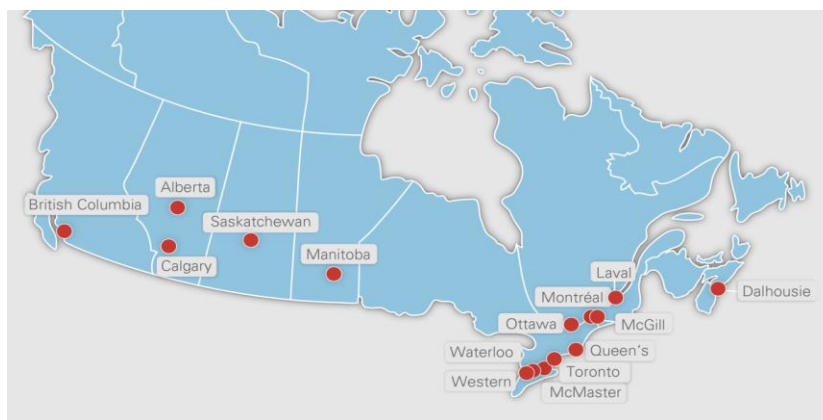 Alberta
British Columbia
Saskatchewan
Manitoba
Calgary
Laval
Dalhousie
Montréal
Ottawa
McGill
Waterloo
Queen's
Toronto
Western
McMaster